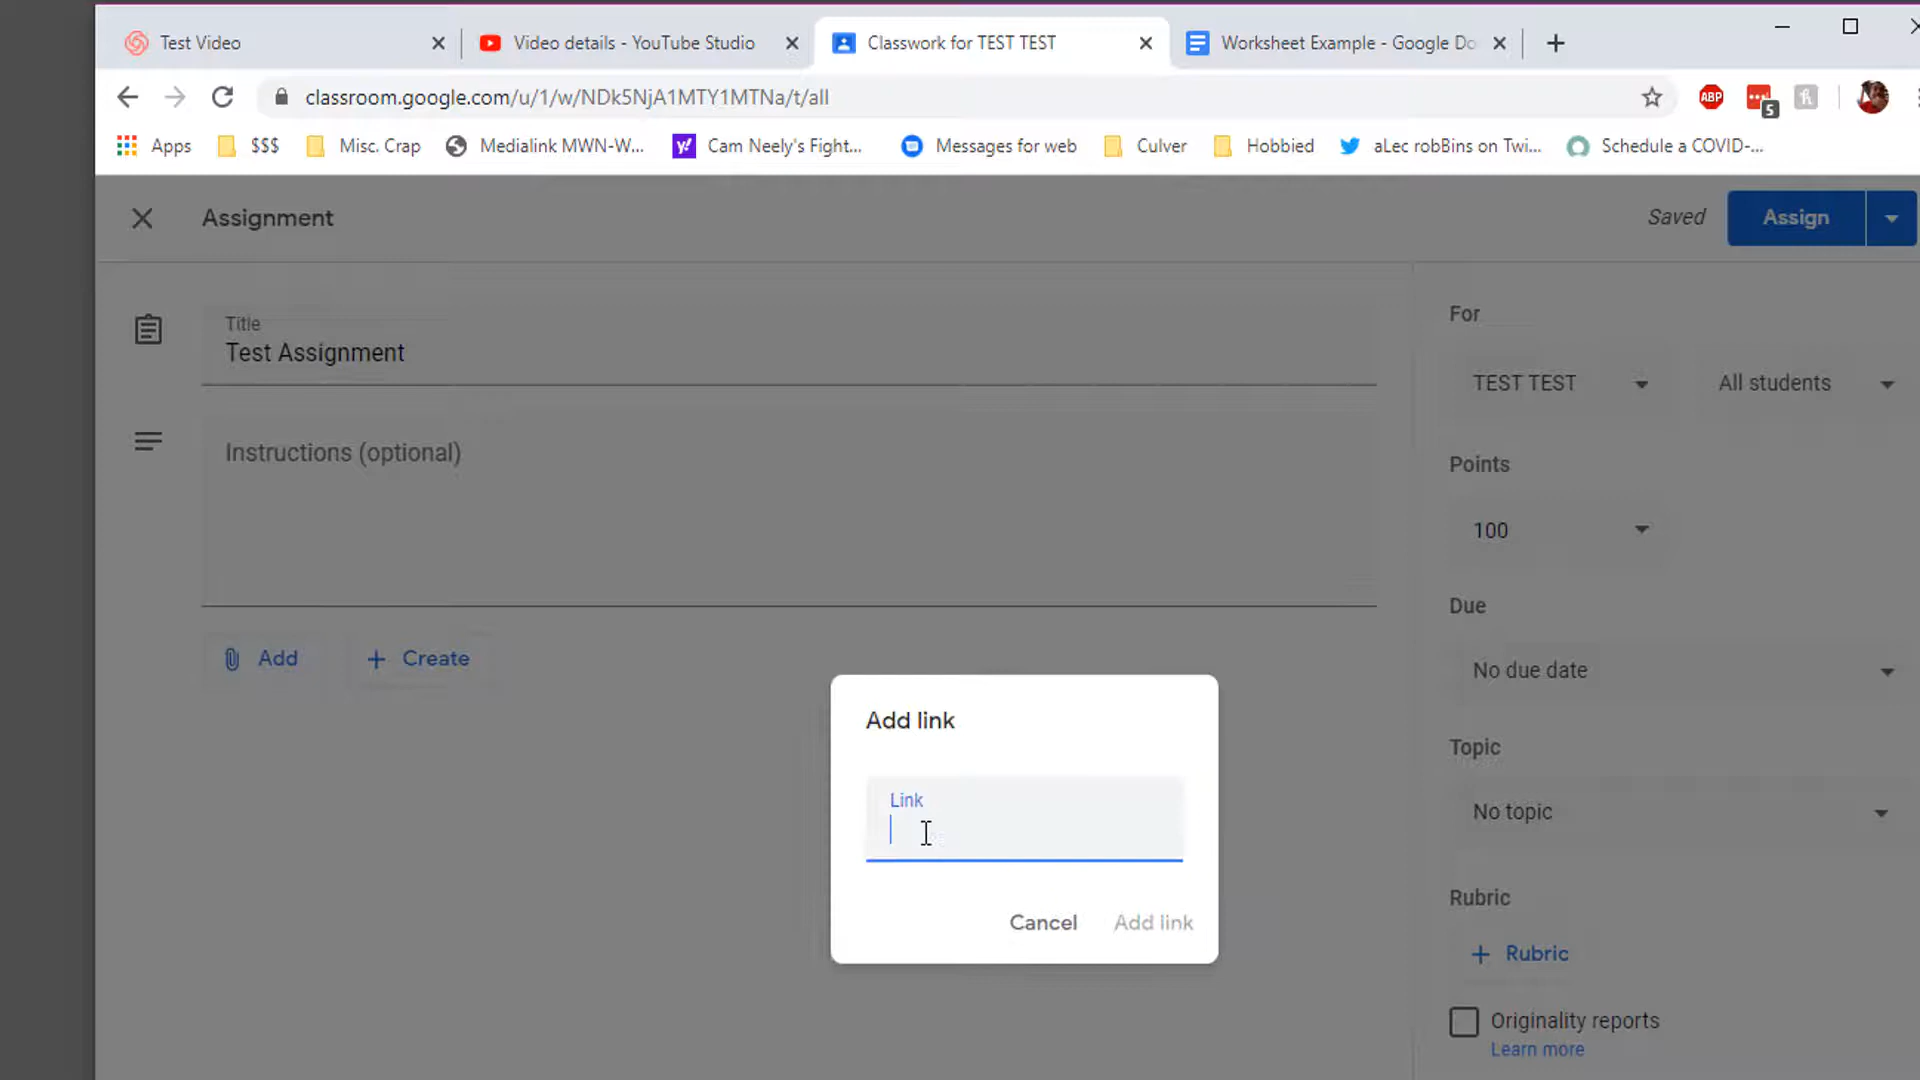 Test Video
Video details - YouTube Studio
Classwork for TEST TEST
Worksheet Example - Google Do
classroom.google.com/u/1/w/NDk5NjA1MTY1MTNa/t/all
ABP
5
Apps
$$$
Misc. Crap
Medialink MWN-W...
Cam Neely's Fight...
Messages for web
Culver
Hobbied
aLec robBins on Twi...
Schedule a COVID-...
Assignment
Saved
Assign
Title
Test Assignment
Instructions (optional)
Add
Create
For
TEST TEST
All students
Points
100
Due
No due date
Topic
No topic
Rubric
Rubric
Originality reports
Learn more
Add link
Link
Cancel
Add link